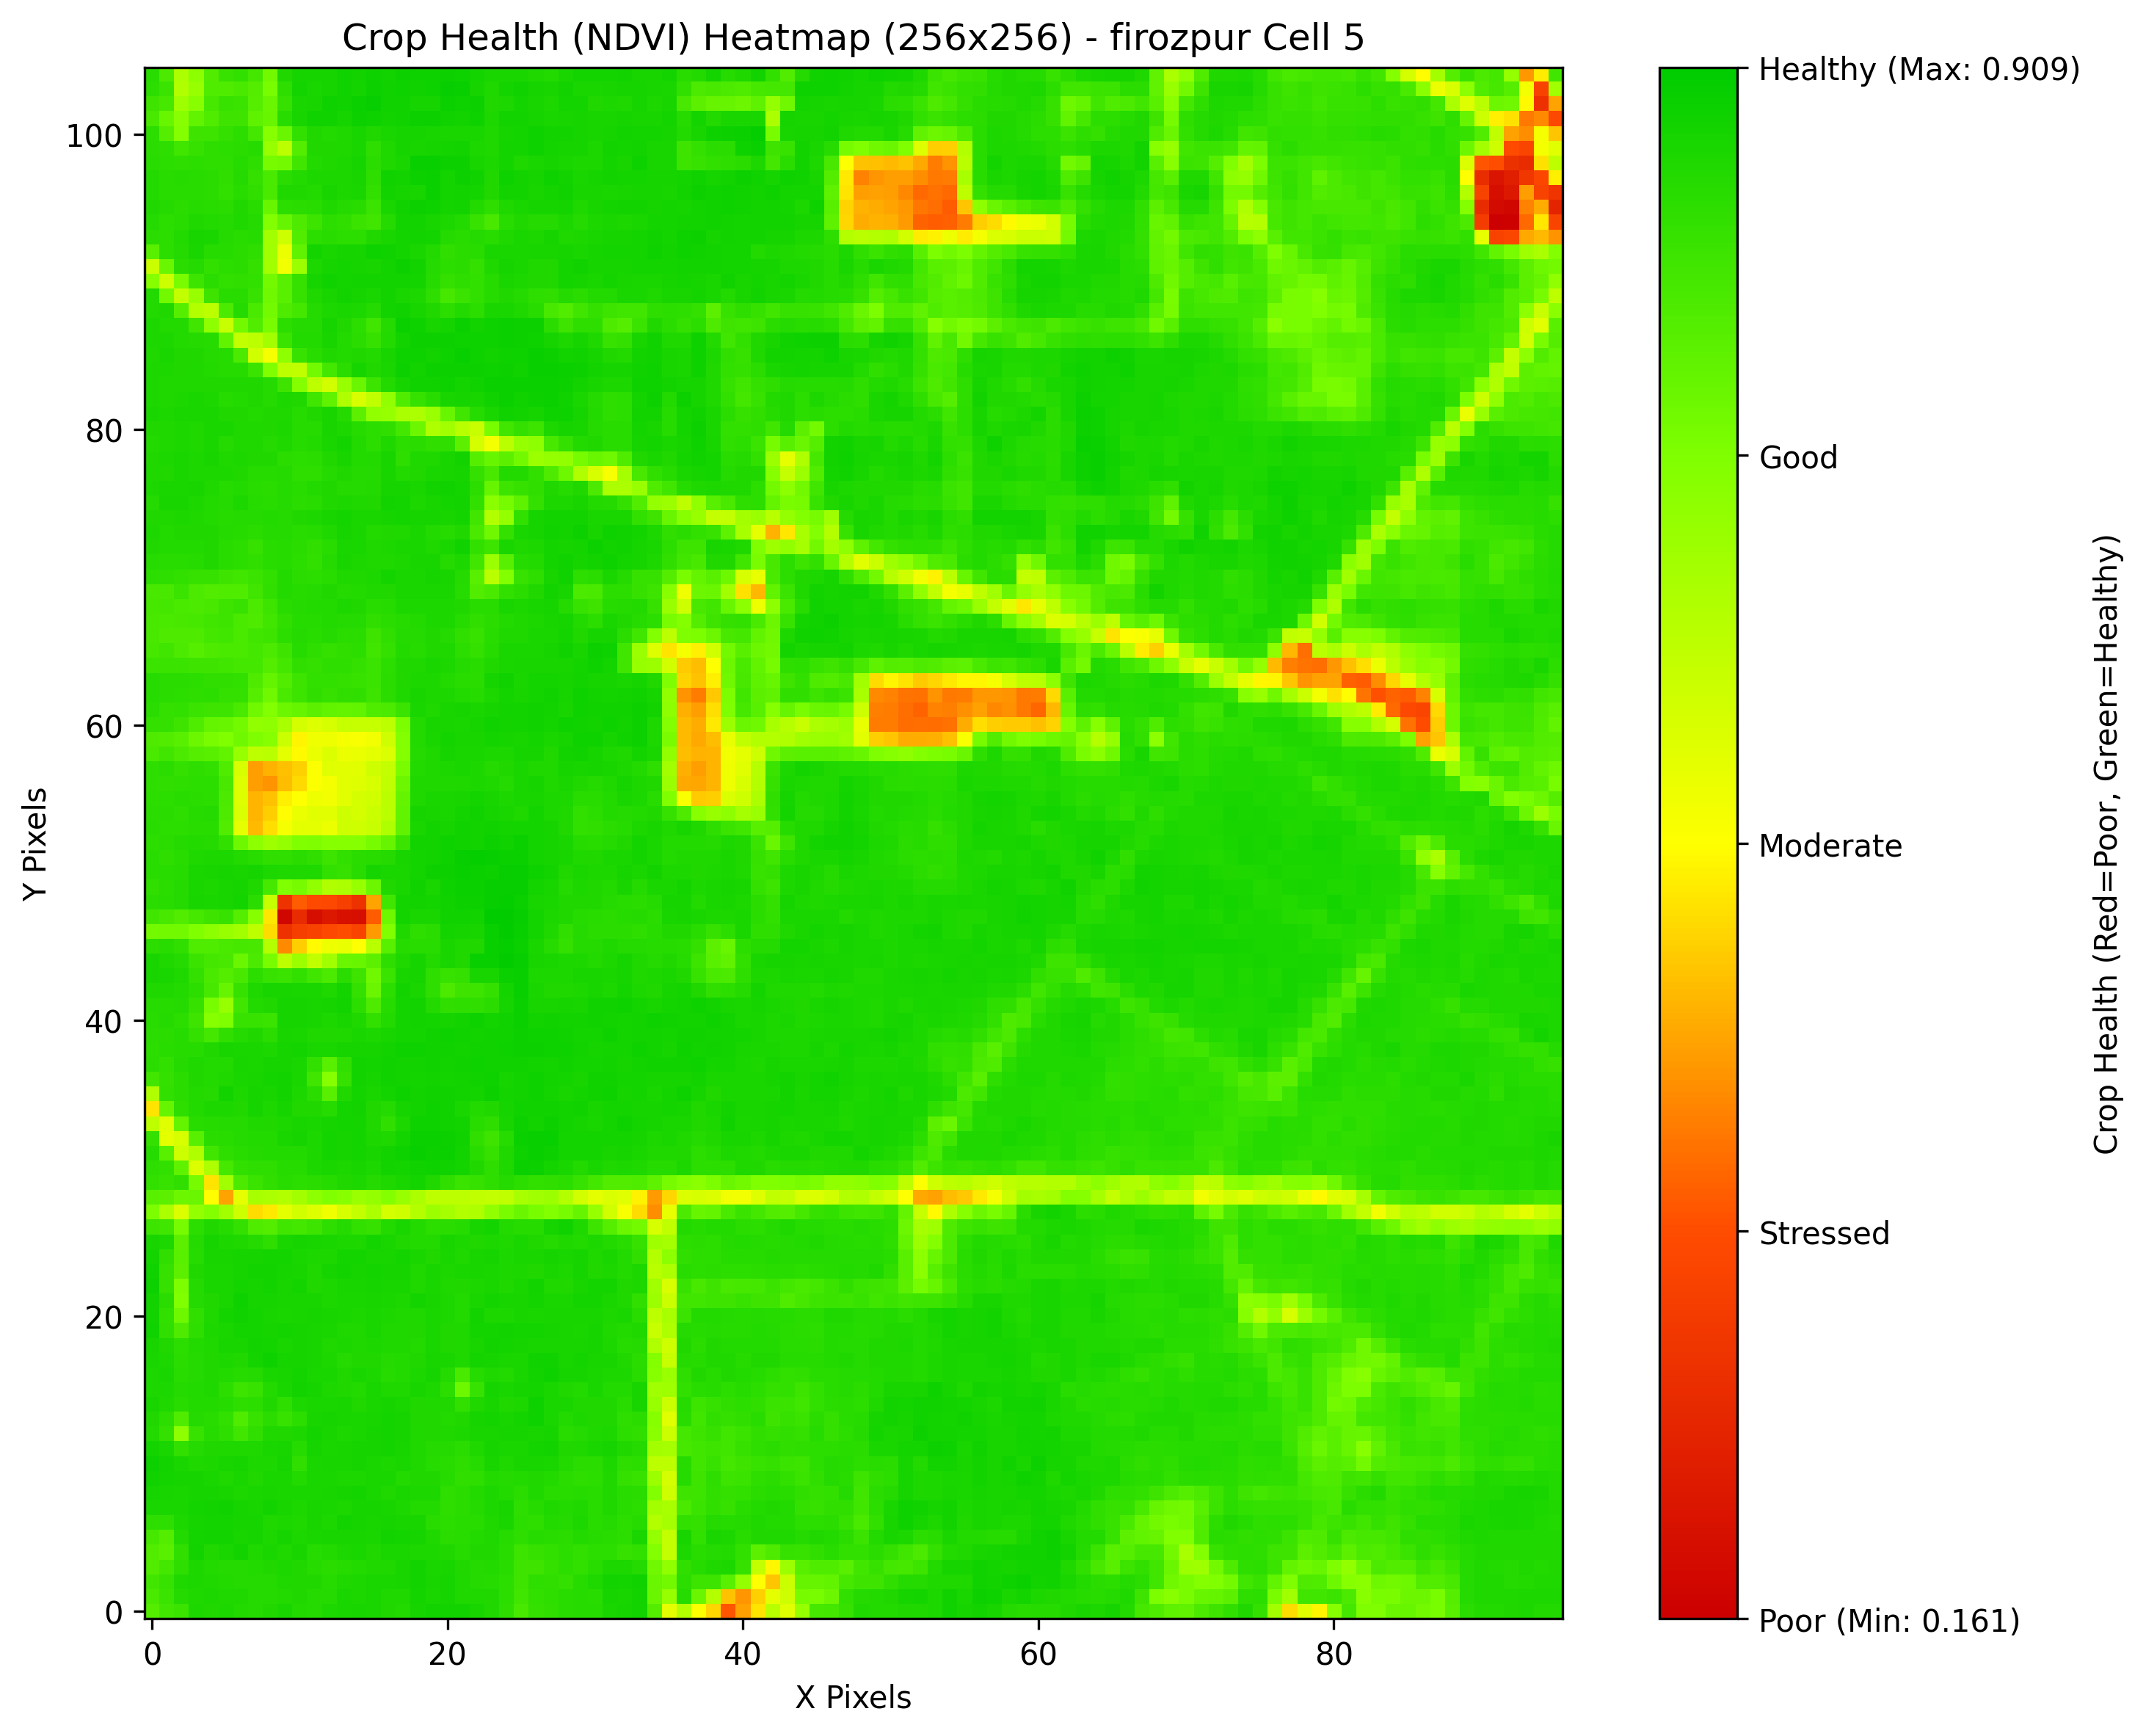 Crop Health (NDVI) Heatmap (256x256) - firozpur Cell 5
Healthy (Max: 0.909)
Good
Moderate
Stressed
Poor (Min: 0.161)
Crop Health (Red=Poor, Green=Healthy)
Y Pixels
100
80
60
40
20
0
0 20 40 60 80
X Pixels